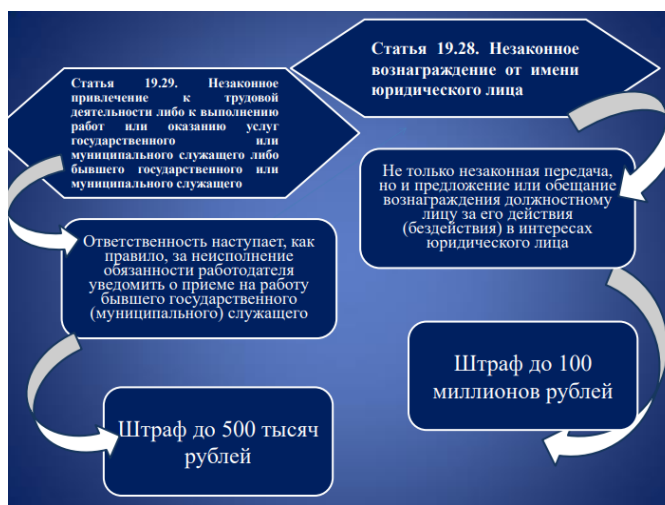 Статья 19.29. Незаконное
привлечение к трудовой
деятельности либо к выполнению
работ или оказанию услуг
государственного или
муниципального служащего либо
бывшего государственного или
муниципального служащего
Ответственность наступает, как
правило, за неисполнение
обязанности работодателя
уведомить о приеме на работу
бывшего государственного
(муниципального) служащего
Штраф до 500 тысяч
рублей
Статья 19.28. Незаконное
вознаграждение от имени
юридического лица
Не только незаконная передача,
но и предложение или обещание
вознаграждения должностному
лицу за его действия
(бездействия) в интересах
юридического лица
Штраф до 100
миллионов рублей